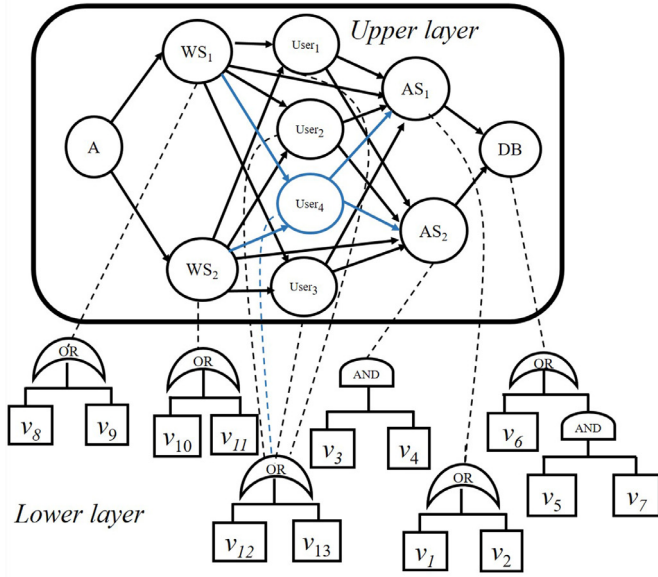 Upper layer
WS₁
User₁
AS₁
User₂
A
DB
User₄
AS₂
WS₂
User₃
OR
OR
AND
OR
v₈
v₉
v₁₀
v₁₁
v₃
v₄
v₆
AND
OR
OR
v₅
v₇
Lower layer
v₁₂
v₁₃
v₁
v₂